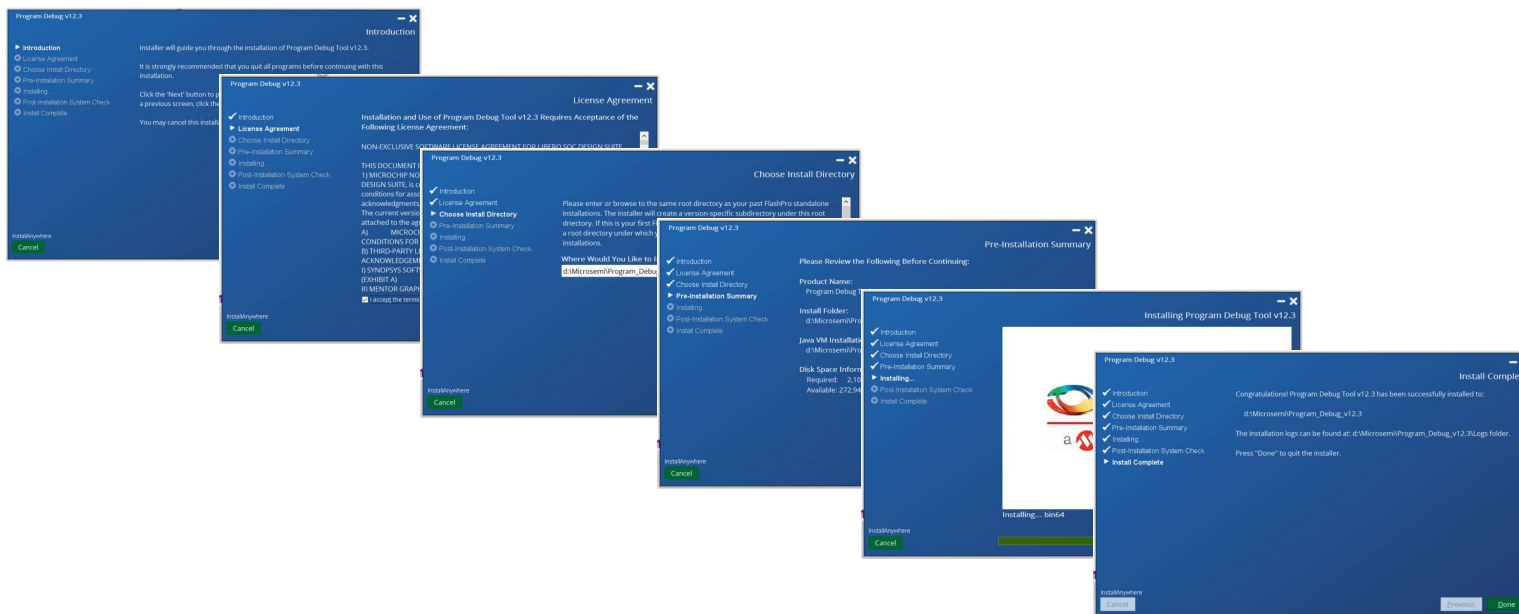 Program Debug v12.3
Introduction
Introduction
License Agreement
Choose Install Directory
Pre-Installation Summary
Installing...
Post-Installation System Check
Install Complete
Installer will guide you through the installation of Program Debug Tool v12.3.
It is strongly recommended that you quit all programs before continuing with this
installation.
Click the 'Next' button to p
a previous screen, click the
You may cancel this install
InstallAnywhere
Cancel
Program Debug v12.3
License Agreement
Introduction
License Agreement
Choose Install Directory
Pre-Installation Summary
Installing...
Post-Installation System Check
Install Complete
Installation and Use of Program Debug Tool v12.3 Requires Acceptance of the
Following License Agreement:
NON-EXCLUSIVE SOFTWARE LICENSE AGREEMENT FOR LIBERO SOC DESIGN SUITE
THIS DOCUMENT I
1) MICROCHIP NO
DESIGN SUITE, is c
conditions for asso
acknowledgments
The current versio
attached to the ag
A) MICROCH
CONDITIONS FOR
B) THIRD-PARTY LI
ACKNOWLEDGEM
I) SYNOPSYS SOFT
(EXHIBIT A)
II) MENTOR GRAPH
I accept the terms
InstallAnywhere
Cancel
Program Debug v12.3
Choose Install Directory
Introduction
License Agreement
Choose Install Directory
Pre-Installation Summary
Installing...
Post-Installation System Check
Install Complete
Please enter or browse to the same root directory as your past FlashPro standalone
installations. The installer will create a version-specific subdirectory under this root
driectory. If this is your first Fl
a root directory under which y
installations.
Where Would You Like to I
d:\Microsemi\Program_Debug
InstallAnywhere
Cancel
Program Debug v12.3
Pre-Installation Summary
Introduction
License Agreement
Choose Install Directory
Pre-Installation Summary
Installing...
Post-Installation System Check
Install Complete
Please Review the Following Before Continuing:
Product Name:
Program Debug T
Install Folder:
d:\Microsemi\Pro
Java VM Installati
d:\Microsemi\Pro
Disk Space Inform
Required: 2,10
Available: 272,94
InstallAnywhere
Cancel
Program Debug v12.3
Installing Program Debug Tool v12.3
Introduction
License Agreement
Choose Install Directory
Pre-Installation Summary
Installing...
Post-Installation System Check
Install Complete
a
Installing... bin64
InstallAnywhere
Cancel
Program Debug v12.3
Install Comple
Introduction
License Agreement
Choose Install Directory
Pre-Installation Summary
Installing...
Post-Installation System Check
Install Complete
Congratulations! Program Debug Tool v12.3 has been successfully installed to:
d:\Microsemi\Program_Debug_v12.3
The installation logs can be found at: d:\Microsemi\Program_Debug_v12.3\Logs folder.
Press "Done" to quit the installer.
InstallAnywhere
Cancel
Previous
Done